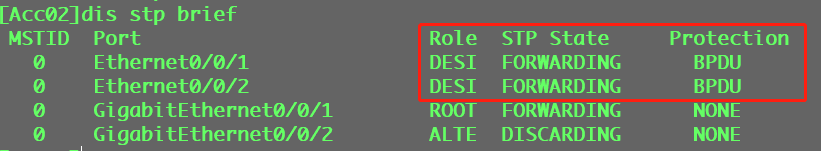 [Acc02]dis stp brief
MSTID Port Role STP State Protection
0 Ethernet0/0/1 DESI FORWARDING BPDU
0 Ethernet0/0/2 DESI FORWARDING BPDU
0 GigabitEthernet0/0/1 ROOT FORWARDING NONE
0 GigabitEthernet0/0/2 ALTE DISCARDING NONE